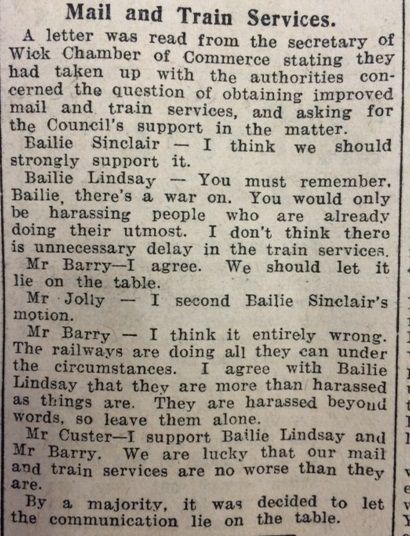 Mail and Train Services.
A letter was read from the secretary of
Wick Chamber of Commerce stating they
had taken up with the authorities con-
cerned the question of obtaining improved
mail and train services, and asking for
the Council's support in the matter.
Bailie Sinclair — I think we should
strongly support it.
Bailie Lindsay — You must remember,
Bailie, there's a war on. You would only
be harassing people who are already
doing their utmost. I don't think there
is unnecessary delay in the train services.
Mr Barry—I agree. We should let it
lie on the table.
Mr Jolly — I second Bailie Sinclair's
motion.
Mr Barry — I think it entirely wrong.
The railways are doing all they can under
the circumstances. I agree with Bailie
Lindsay that they are more than harassed
as things are. They are harassed beyond
words, so leave them alone.
Mr Custer—I support Bailie Lindsay and
Mr Barry. We are lucky that our mail
and train services are no worse than they
are.
By a majority, it was decided to let
the communication lie on the table.